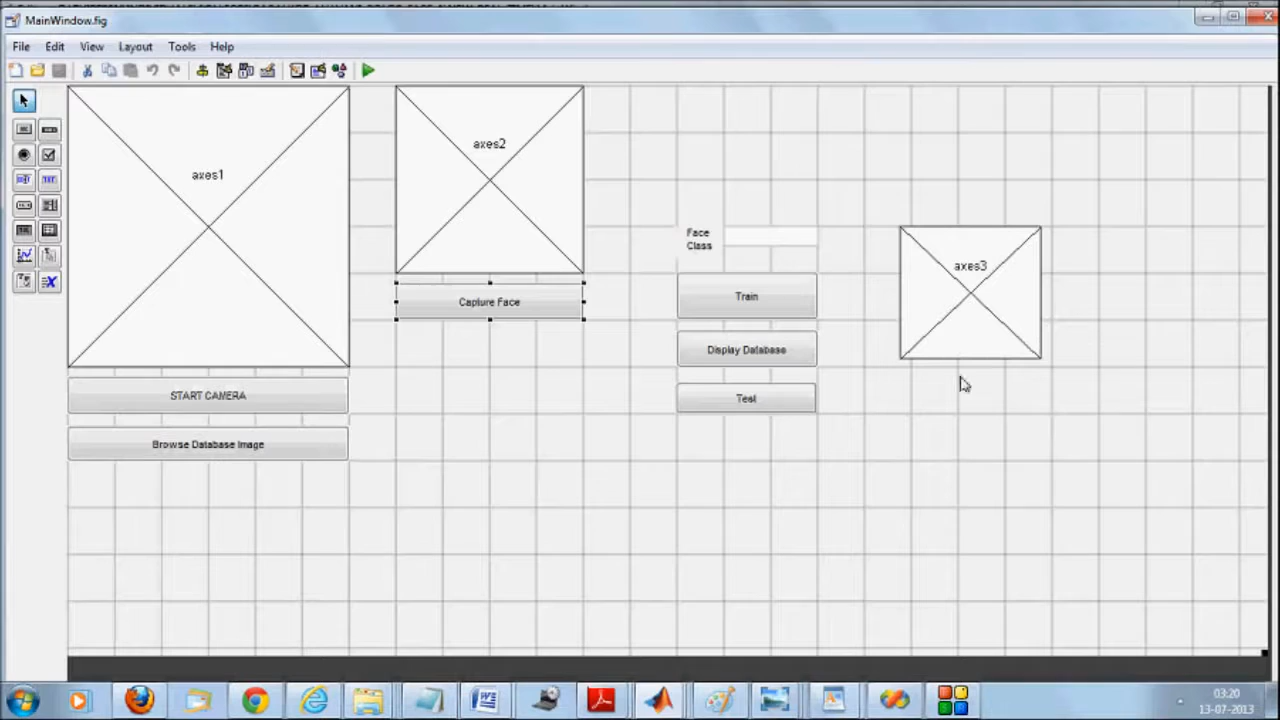 MainWindow.fig
File Edit View Layout Tools Help
axes1
axes2
axes3
Face
Class
Capture Face
Train
Display Database
Test
START CAMERA
Browse Database Image
03:20
13-07-2013